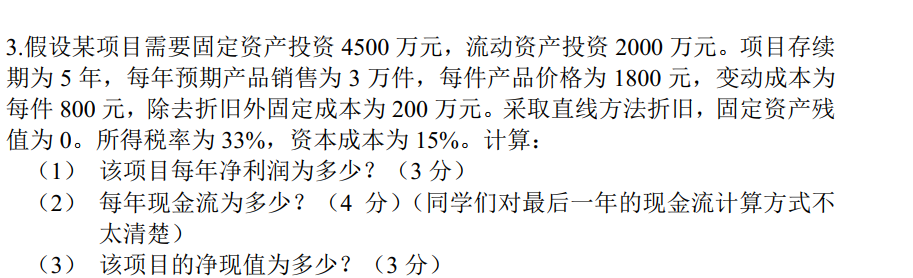 3.假设某项目需要固定资产投资 4500 万元，流动资产投资 2000 万元。项目存续
期为 5 年，每年预期产品销售为 3 万件，每件产品价格为 1800 元，变动成本为
每件 800 元，除去折旧外固定成本为 200 万元。采取直线方法折旧，固定资产残
值为 0。所得税率为 33%，资本成本为 15%。计算：
（1） 该项目每年净利润为多少？（3 分）
（2） 每年现金流为多少？（4 分）（同学们对最后一年的现金流计算方式不
太清楚）
（3） 该项目的净现值为多少？（3 分）